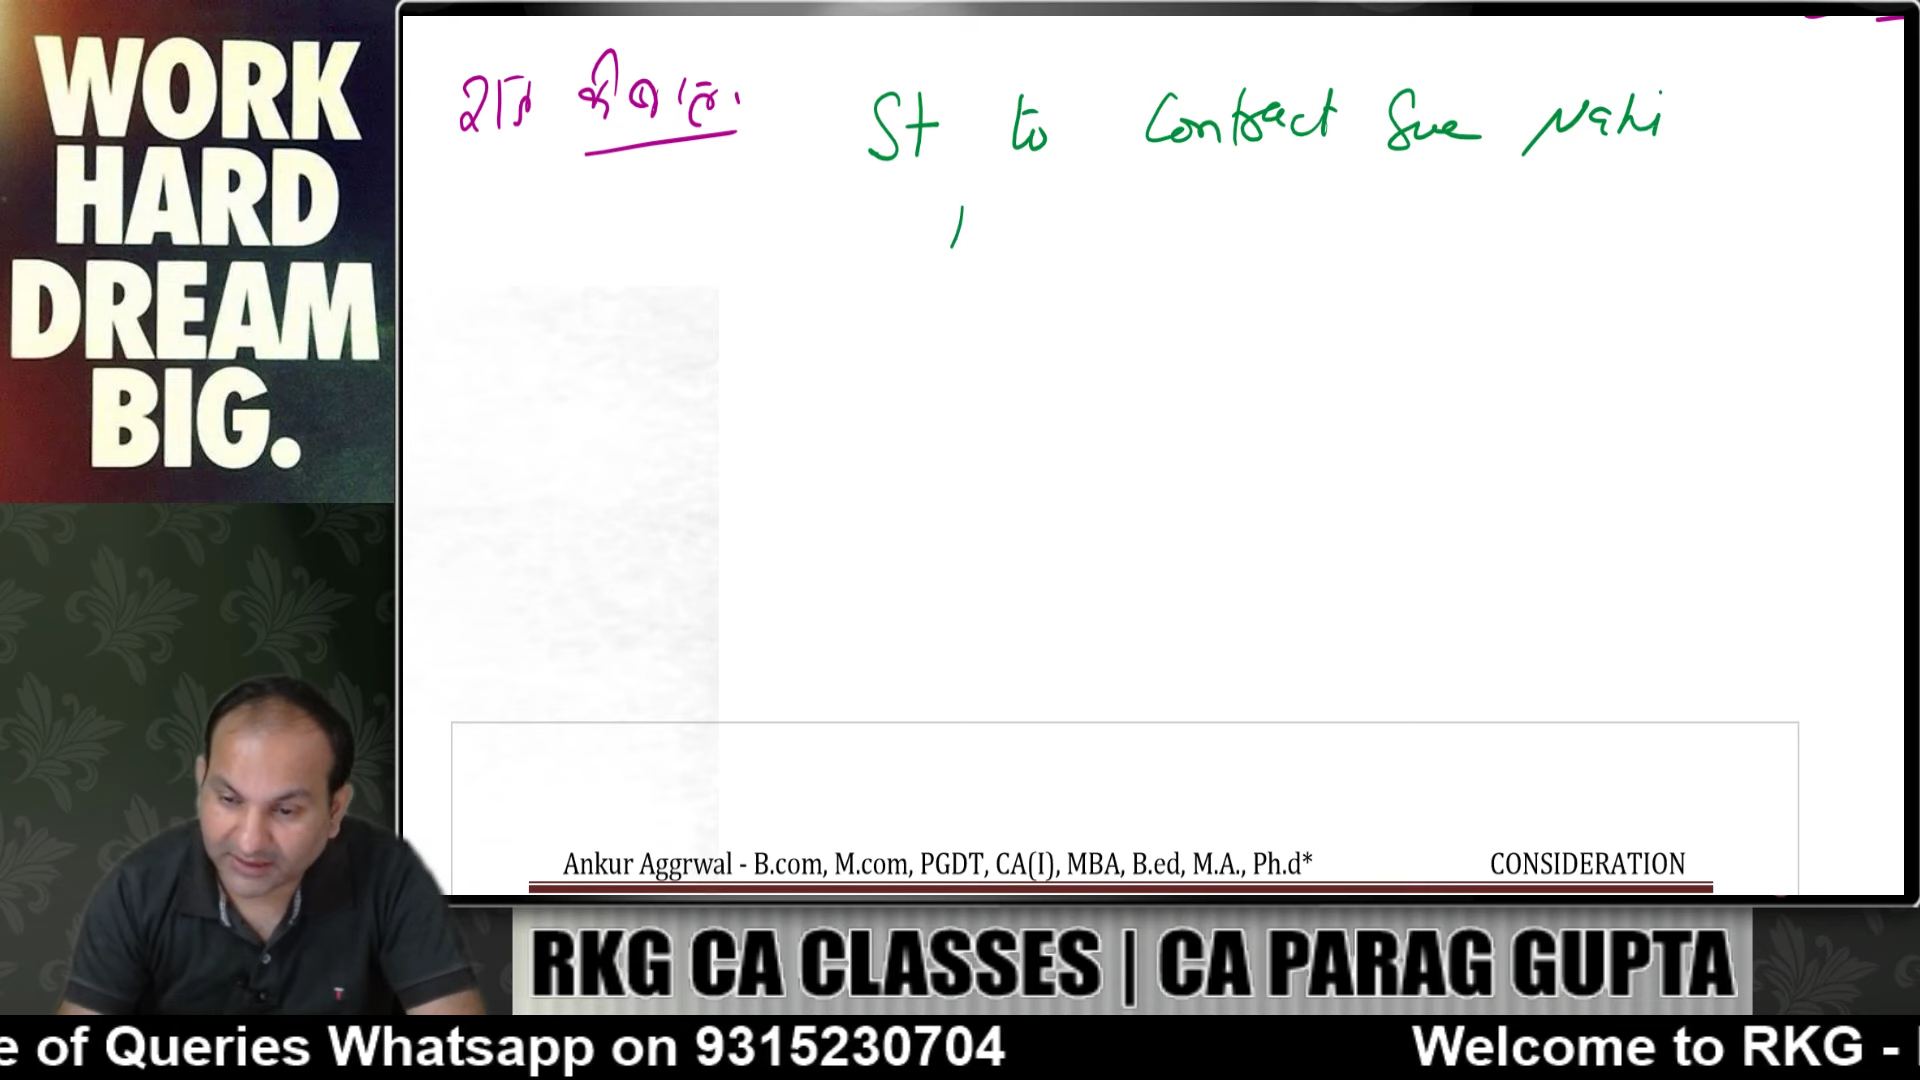 WORK
HARD
DREAM
BIG.
St to Contract Sue Nahi
Ankur Aggrwal - B.com, M.com, PGDT, CA(I), MBA, B.ed, M.A., Ph.d* CONSIDERATION
RKG CA CLASSES | CA PARAG GUPTA
e of Queries Whatsapp on 9315230704 Welcome to RKG -